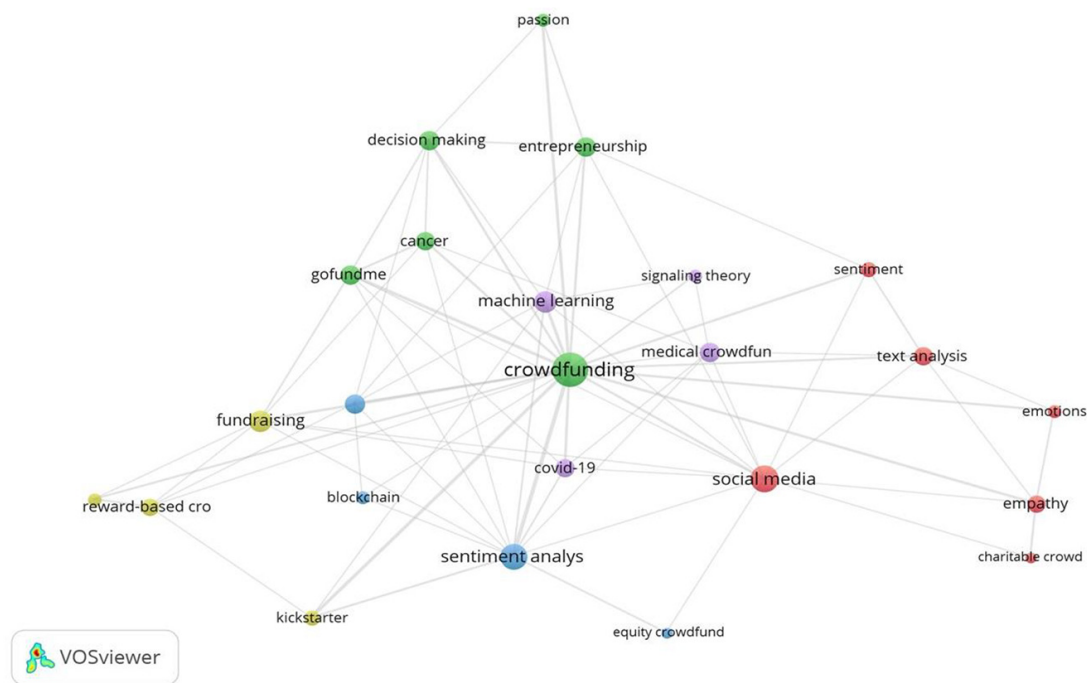 passion
decision making
entrepreneurship
cancer
gofundme
signaling theory
sentiment
machine learning
medical crowdfun
text analysis
crowdfunding
emotions
fundraising
covid-19
social media
blockchain
reward-based cro
empathy
sentiment analys
charitable crowd
kickstarter
equity crowdfund
VOSviewer